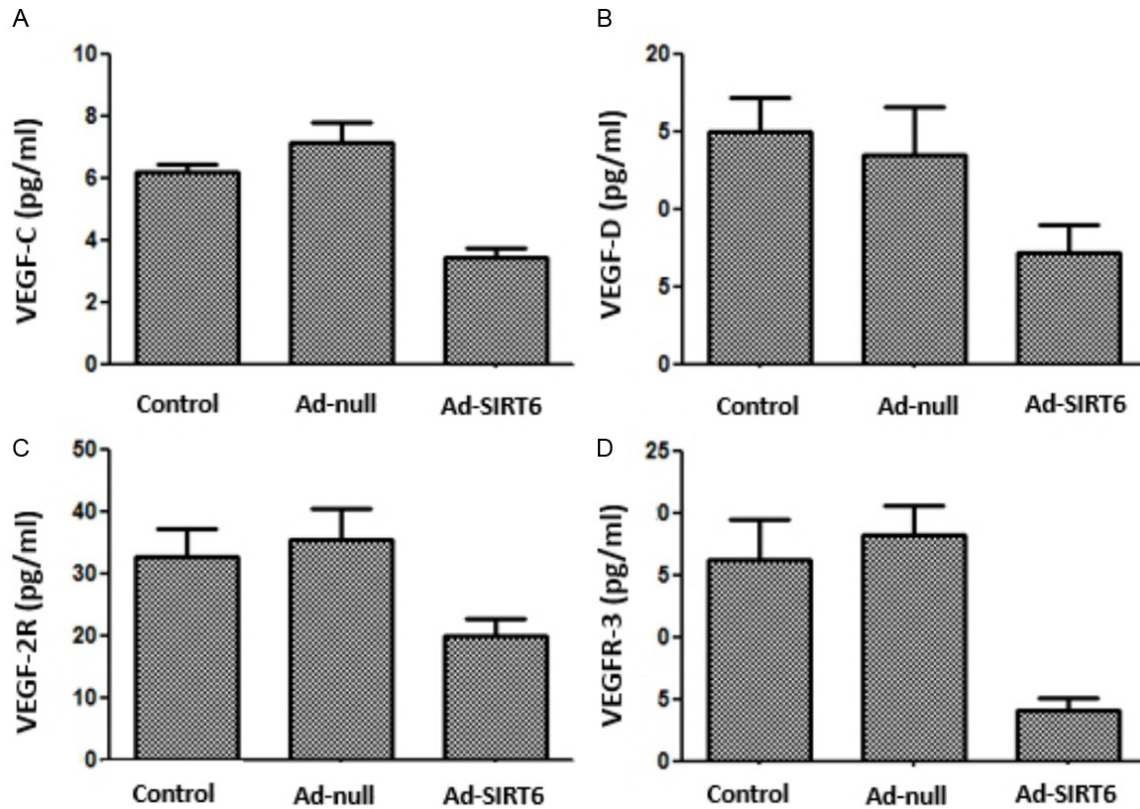 A
VEGF-C (pg/ml)
10
8
6
4
2
0
Control
Ad-null
Ad-SIRT6
B
VEGF-D (pg/ml)
20
5
0
5
0
Control
Ad-null
Ad-SIRT6
C
VEGF-2R (pg/ml)
50
40
30
20
10
0
Control
Ad-null
Ad-SIRT6
D
VEGFR-3 (pg/ml)
25
0
5
0
5
0
Control
Ad-null
Ad-SIRT6